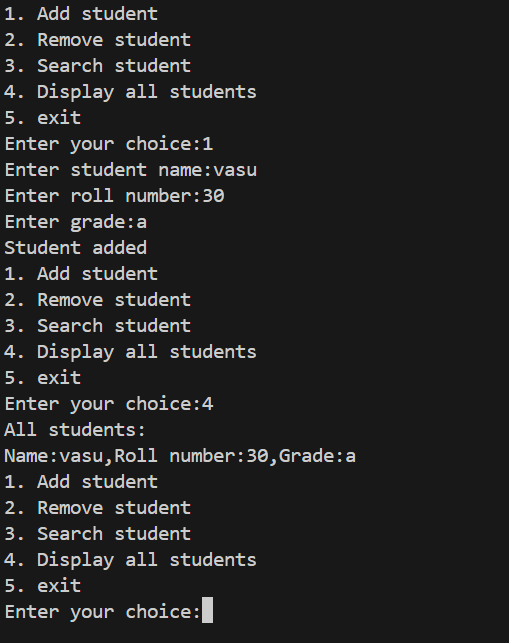 1. Add student
2. Remove student
3. Search student
4. Display all students
5. exit
Enter your choice:1
Enter student name:vasu
Enter roll number:30
Enter grade:a
Student added
1. Add student
2. Remove student
3. Search student
4. Display all students
5. exit
Enter your choice:4
All students:
Name:vasu,Roll number:30,Grade:a
1. Add student
2. Remove student
3. Search student
4. Display all students
5. exit
Enter your choice: